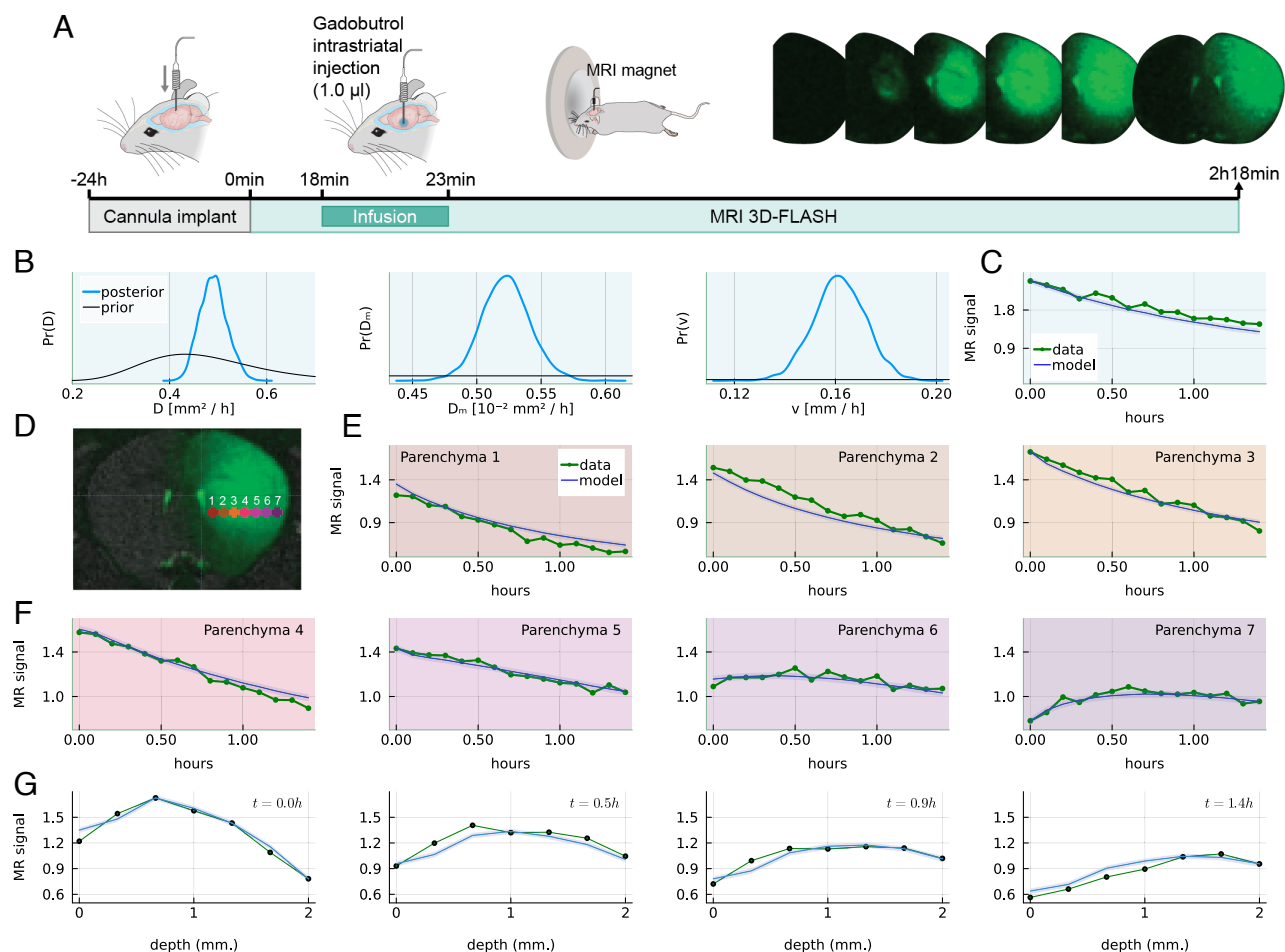 A
Gadobutrol
intrastriatal
injection
(1.0 µl)
MRI magnet
-24h
0min
18min
23min
2h18min
Cannula implant
Infusion
MRI 3D-FLASH
B
Pr(D)
posterior
prior
0.2
0.4
0.6
D [mm² / h]
Pr(Dₘ)
0.45
0.50
0.55
0.60
Dₘ [10⁻² mm² / h]
Pr(v)
0.12
0.16
0.20
v [mm / h]
C
MR signal
1.8
0.9
data
model
0.00
0.50
1.00
hours
D
1 2 3 4 5 6 7
E
MR signal
1.4
0.9
Parenchyma 1
data
model
0.00
0.50
1.00
hours
1.4
0.9
Parenchyma 2
0.00
0.50
1.00
hours
1.4
0.9
Parenchyma 3
0.00
0.50
1.00
hours
F
MR signal
1.4
1.0
Parenchyma 4
0.00
0.50
1.00
hours
1.4
1.0
Parenchyma 5
0.00
0.50
1.00
hours
1.4
1.0
Parenchyma 6
0.00
0.50
1.00
hours
1.4
1.0
Parenchyma 7
0.00
0.50
1.00
hours
G
MR signal
1.5
1.2
0.9
0.6
t = 0.0h
0
1
2
depth (mm.)
1.5
1.2
0.9
0.6
t = 0.5h
0
1
2
depth (mm.)
1.5
1.2
0.9
0.6
t = 0.9h
0
1
2
depth (mm.)
1.5
1.2
0.9
0.6
t = 1.4h
0
1
2
depth (mm.)